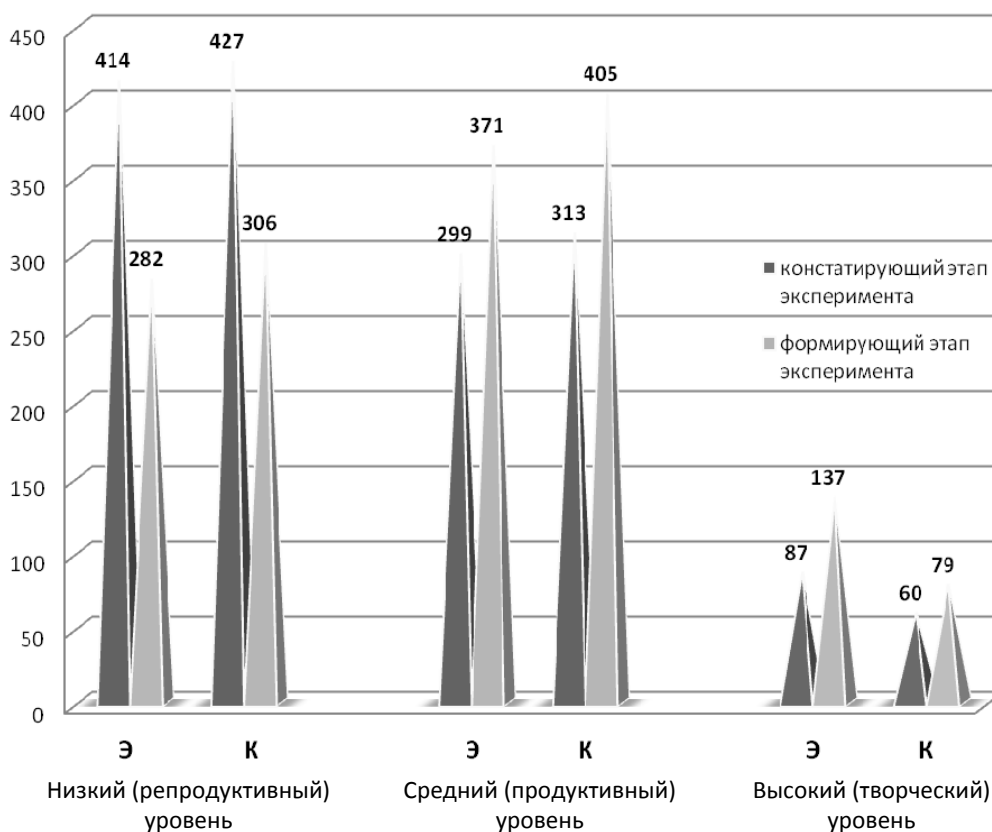 450
400
350
300
250
200
150
100
50
0
414
282
427
306
299
371
313
405
87
137
60
79
констатирующий этап
эксперимента
формирующий этап
эксперимента
Э К Э К Э К
Низкий (репродуктивный)
уровень
Средний (продуктивный)
уровень
Высокий (творческий)
уровень